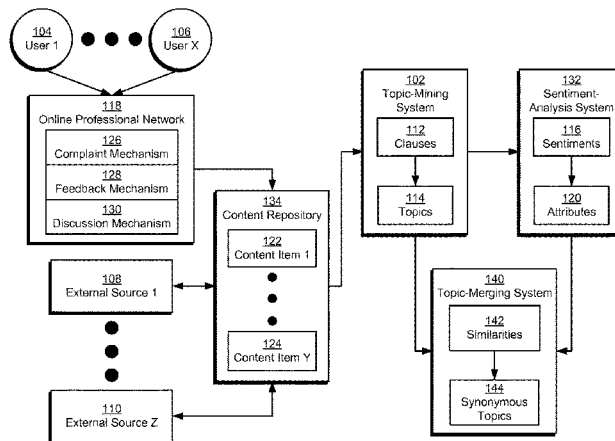 104
User 1
106
User X
118
Online Professional Network
126
Complaint Mechanism
128
Feedback Mechanism
130
Discussion Mechanism
108
External Source 1
110
External Source Z
134
Content Repository
122
Content Item 1
124
Content Item Y
102
Topic-Mining
System
112
Clauses
114
Topics
132
Sentiment-
Analysis System
116
Sentiments
120
Attributes
140
Topic-Merging System
142
Similarities
144
Synonymous
Topics